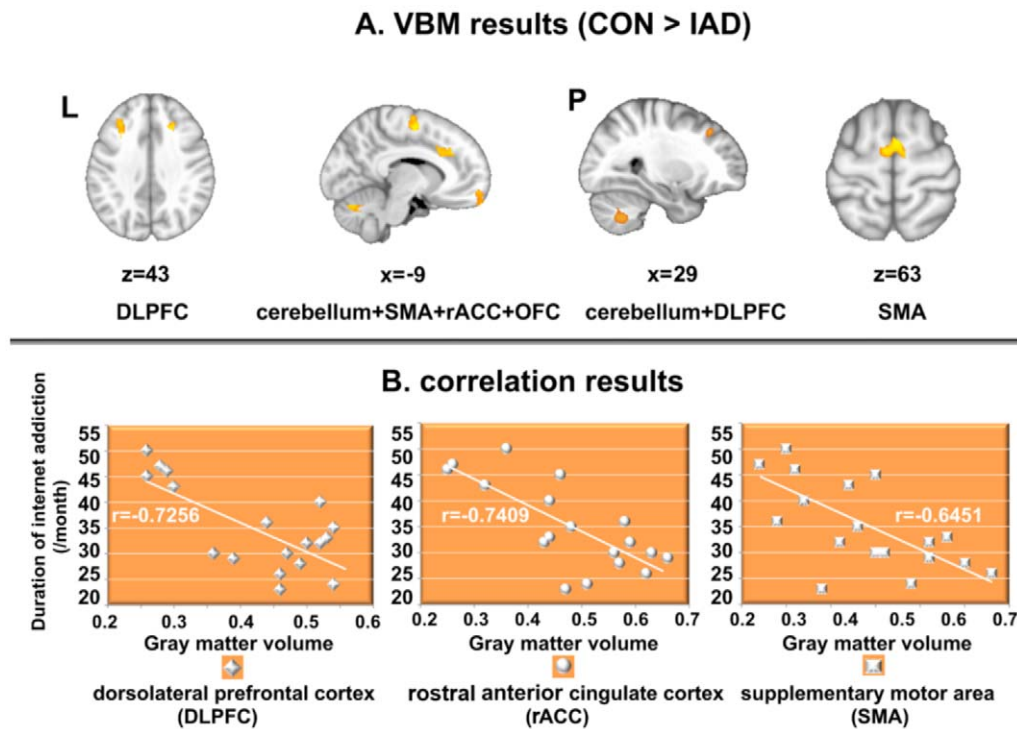 A. VBM results (CON > IAD)
L
P
z=43
x=-9
x=29
z=63
DLPFC
cerebellum+SMA+rACC+OFC
cerebellum+DLPFC
SMA
B. correlation results
Duration of internet addiction
(/month)
55
50
45
40
35
30
25
20
r=-0.7256
0.2 0.3 0.4 0.5 0.6
Gray matter volume
dorsolateral prefrontal cortex
(DLPFC)
55
50
45
40
35
30
25
20
r=-0.7409
0.2 0.3 0.4 0.5 0.6 0.7
Gray matter volume
rostral anterior cingulate cortex
(rACC)
55
50
45
40
35
30
25
20
r=-0.6451
0.2 0.3 0.4 0.5 0.6 0.7
Gray matter volume
supplementary motor area
(SMA)